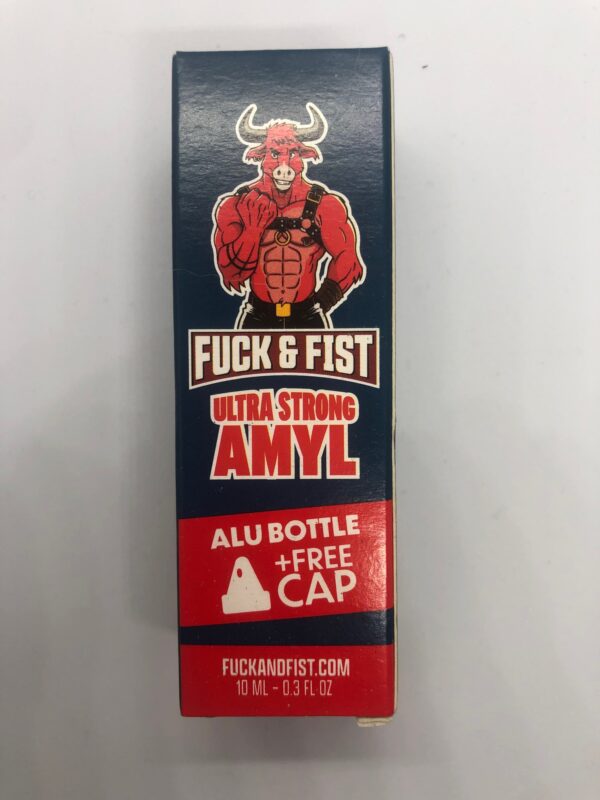 FUCK & FIST
ULTRA STRONG
AMYL
ALU BOTTLE
+FREE
CAP
FUCKANDFIST.COM
10 ML - 0.3 FL OZ